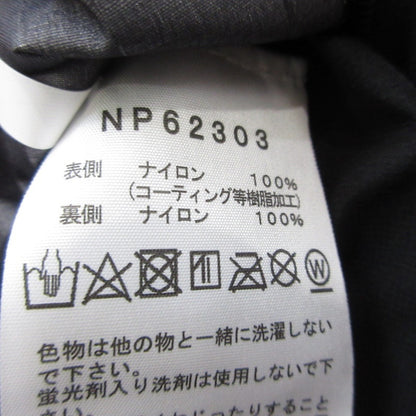 NP62303
表側 ナイロン 100%
(コーティング等樹脂加工)
裏側 ナイロン 100%
W
色物は他の物と一緒に洗濯しない
で下さい。
蛍光剤入り洗剤は使用しないで下
さい。